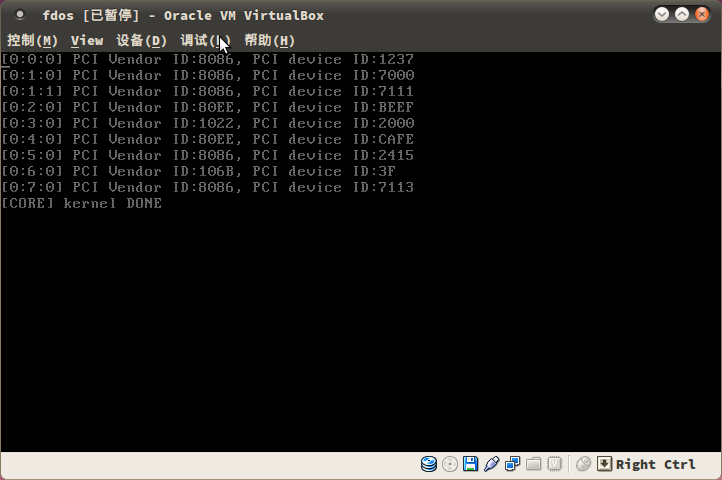 fdos [已暂停] - Oracle VM VirtualBox
控制(M) View 设备(D) 调试(L) 帮助(H)
[0:0:0] PCI Vendor ID:8086, PCI device ID:1237
[0:1:0] PCI Vendor ID:8086, PCI device ID:7000
[0:1:1] PCI Vendor ID:8086, PCI device ID:7111
[0:2:0] PCI Vendor ID:80EE, PCI device ID:BEEF
[0:3:0] PCI Vendor ID:1022, PCI device ID:2000
[0:4:0] PCI Vendor ID:80EE, PCI device ID:CAFE
[0:5:0] PCI Vendor ID:8086, PCI device ID:2415
[0:6:0] PCI Vendor ID:106B, PCI device ID:3F
[0:7:0] PCI Vendor ID:8086, PCI device ID:7113
[CORE] kernel DONE
Right Ctrl